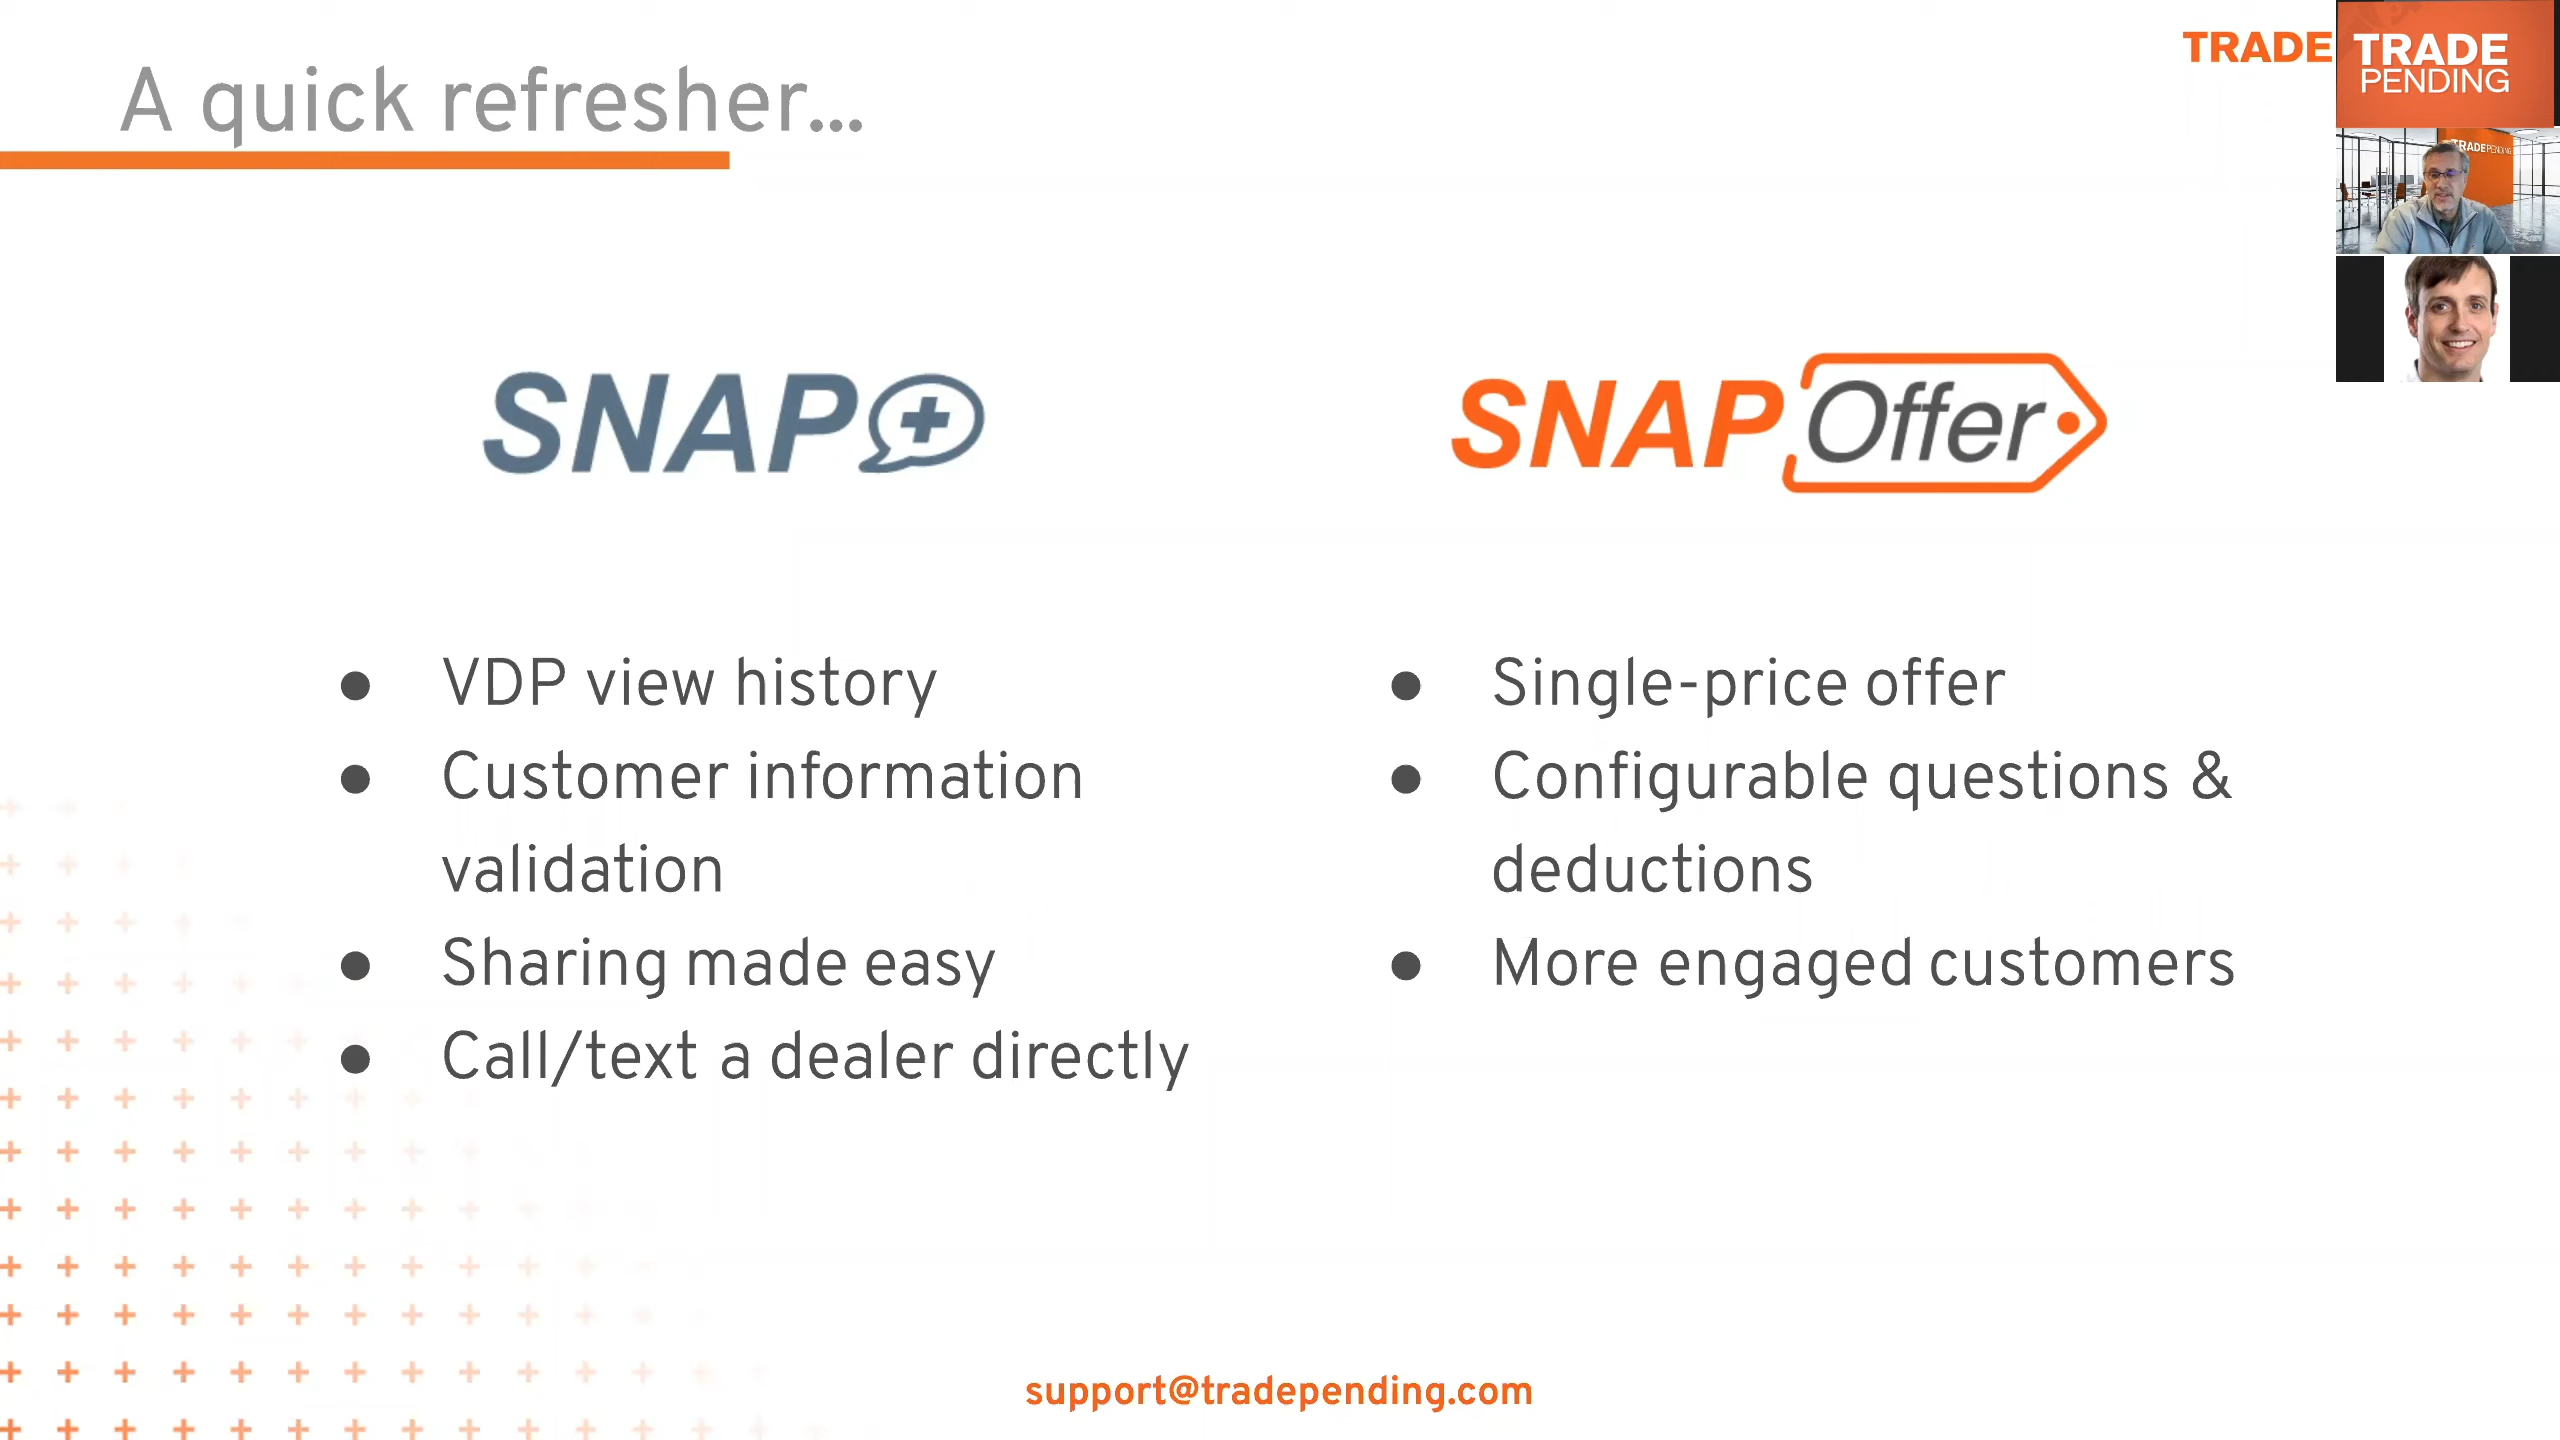 A quick refresher...
TRADE
TRADE
PENDING
TRADEPENDING
SNAP+
SNAP Offer
● VDP view history
● Customer information
validation
● Sharing made easy
● Call/text a dealer directly
● Single-price offer
● Configurable questions &
deductions
● More engaged customers
support@tradepending.com